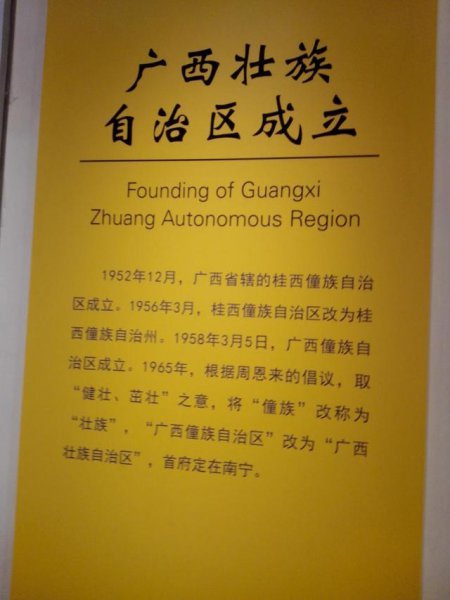 广西壮族
自治区成立
Founding of Guangxi
Zhuang Autonomous Region
1952年12月，广西省辖的桂西僮族自治
区成立。1956年3月，桂西僮族自治区改为桂
西僮族自治州。1958年3月5日，广西僮族自
治区成立。1965年，根据周恩来的倡议，取
“健壮、茁壮”之意，将“僮族”改称为
“壮族”，“广西僮族自治区”改为“广西
壮族自治区”，首府定在南宁。